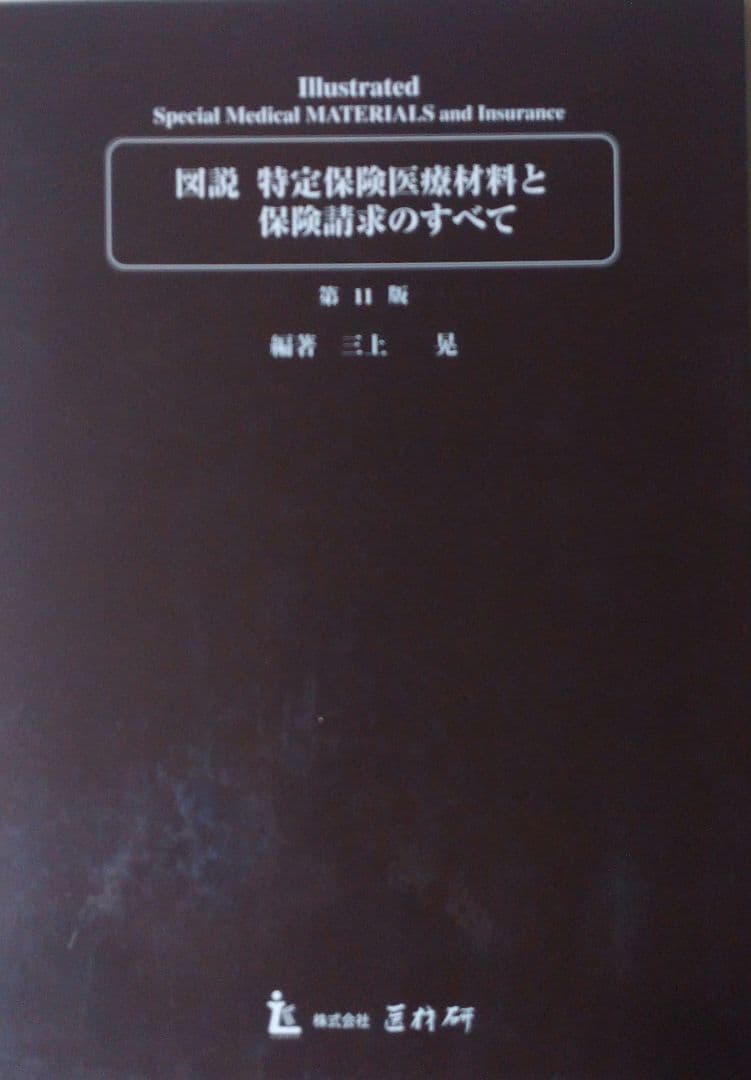 Illustrated
Special Medical MATERIALS and Insurance
図説 特定保険医療材料と
保険請求のすべて
第 11 版
編著 三上 晃
株式会社 医材研